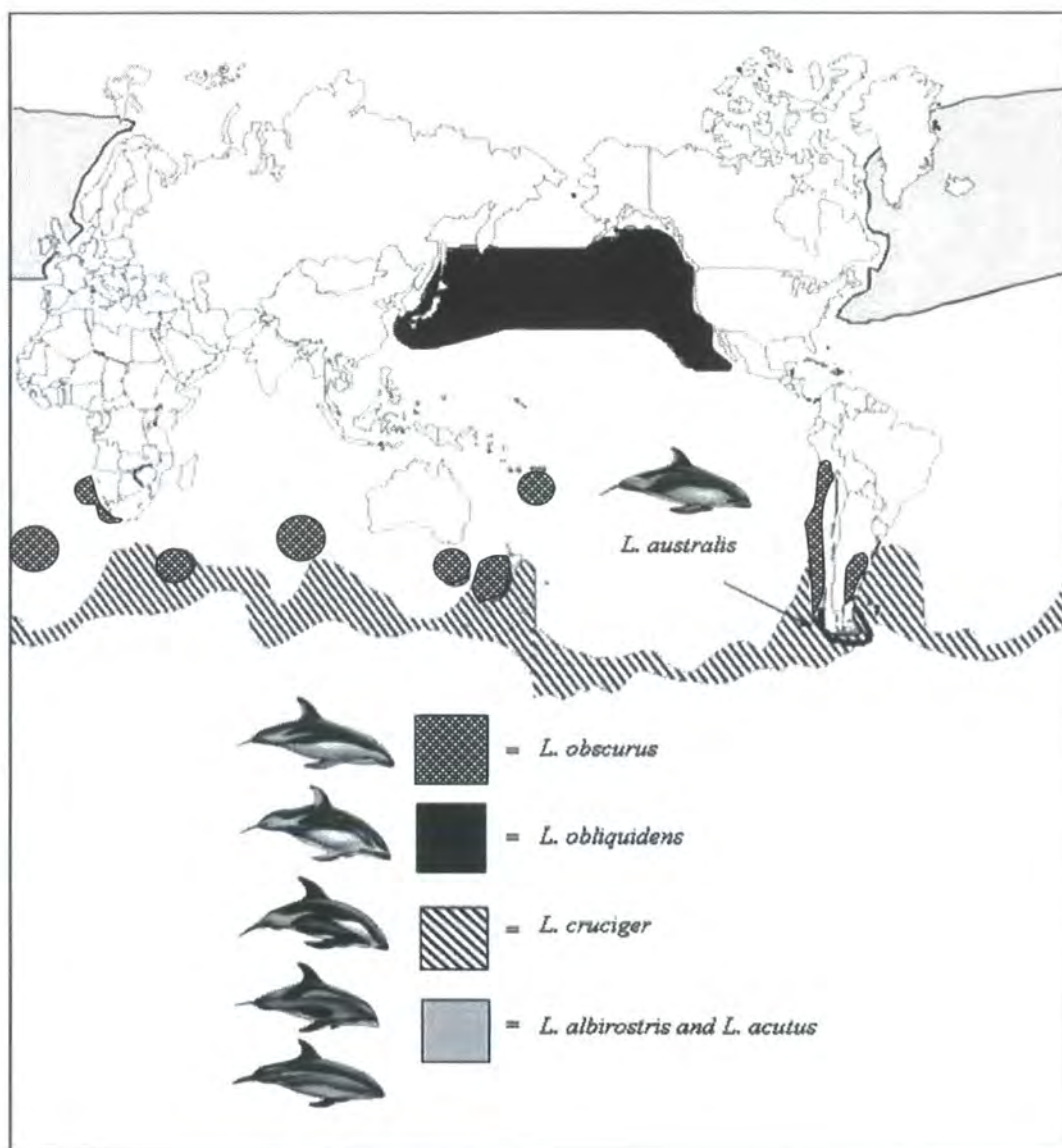 L. australis
= L. obscurus
= L. obliquidens
= L. cruciger
= L. albirostris and L. acutus